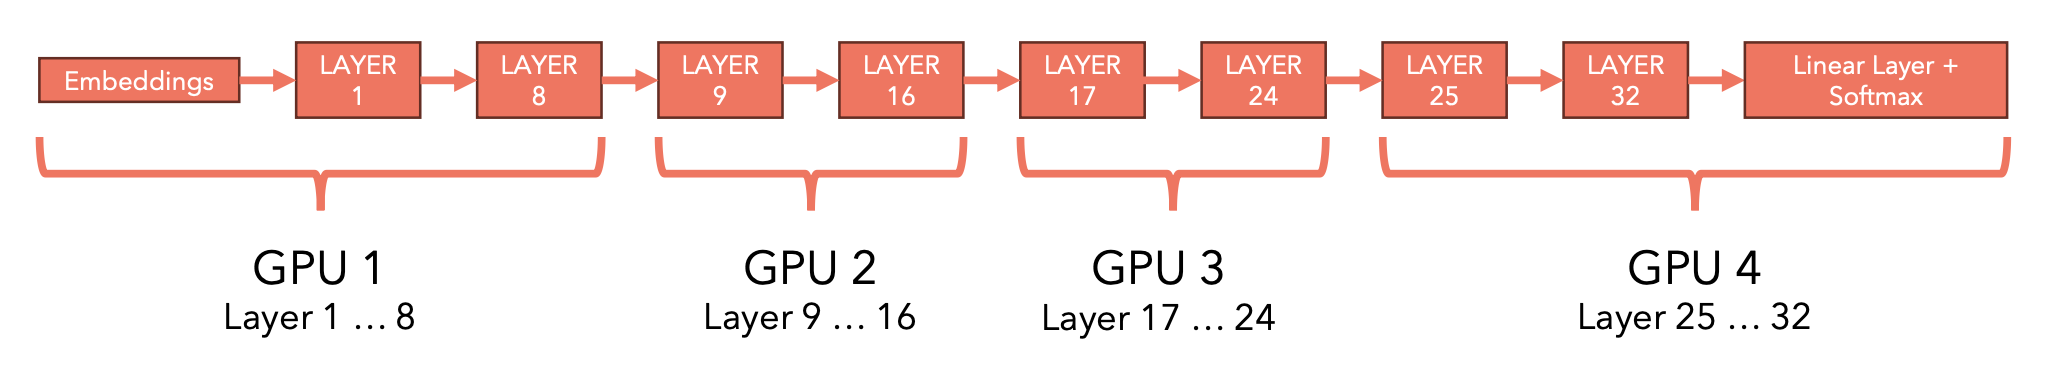 Embeddings
LAYER
1
LAYER
8
LAYER
9
LAYER
16
LAYER
17
LAYER
24
LAYER
25
LAYER
32
Linear Layer +
Softmax
GPU 1
Layer 1 … 8
GPU 2
Layer 9 … 16
GPU 3
Layer 17 … 24
GPU 4
Layer 25 … 32